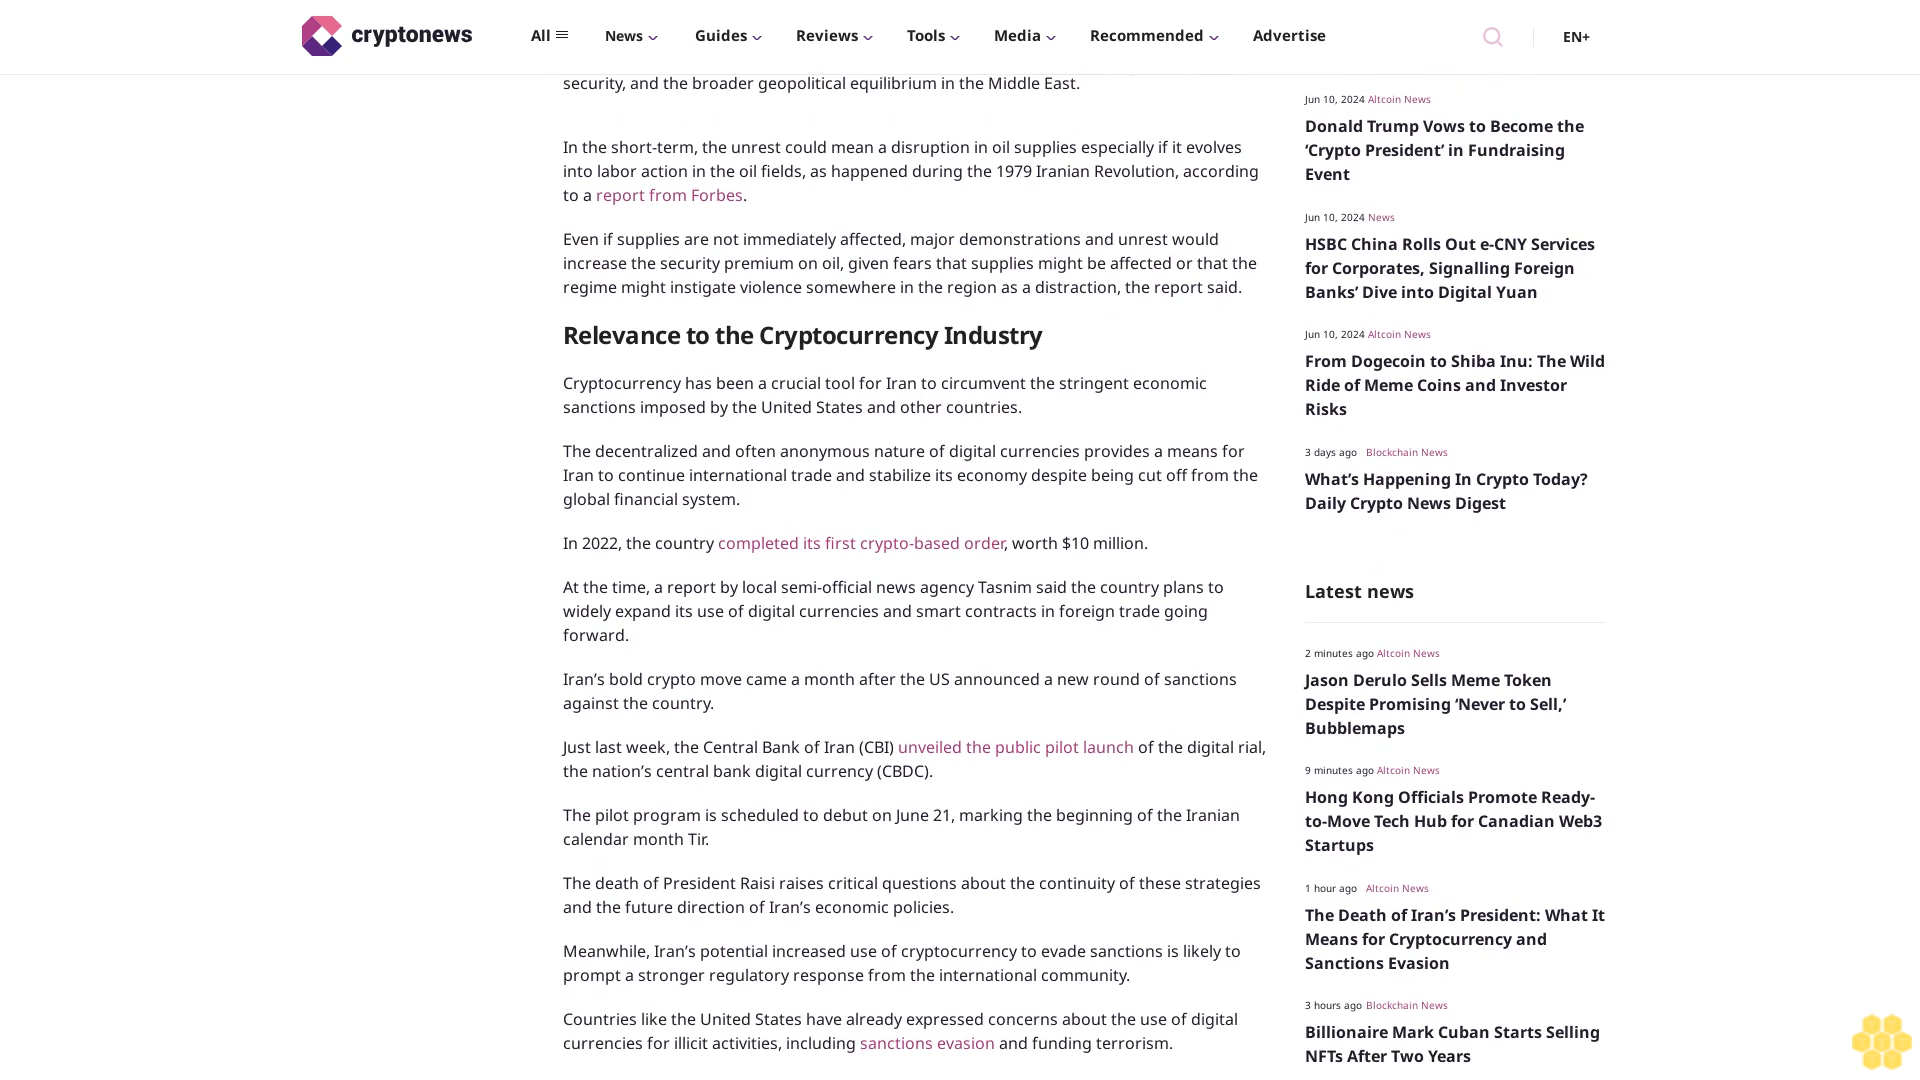 cryptonews
All
News
Guides
Reviews
Tools
Media
Recommended
Advertise
EN+
security, and the broader geopolitical equilibrium in the Middle East.
In the short-term, the unrest could mean a disruption in oil supplies especially if it evolves
into labor action in the oil fields, as happened during the 1979 Iranian Revolution, according
to a report from Forbes.
Even if supplies are not immediately affected, major demonstrations and unrest would
increase the security premium on oil, given fears that supplies might be affected or that the
regime might instigate violence somewhere in the region as a distraction, the report said.
Relevance to the Cryptocurrency Industry
Cryptocurrency has been a crucial tool for Iran to circumvent the stringent economic
sanctions imposed by the United States and other countries.
The decentralized and often anonymous nature of digital currencies provides a means for
Iran to continue international trade and stabilize its economy despite being cut off from the
global financial system.
In 2022, the country completed its first crypto-based order, worth $10 million.
At the time, a report by local semi-official news agency Tasnim said the country plans to
widely expand its use of digital currencies and smart contracts in foreign trade going
forward.
Iran’s bold crypto move came a month after the US announced a new round of sanctions
against the country.
Just last week, the Central Bank of Iran (CBI) unveiled the public pilot launch of the digital rial,
the nation’s central bank digital currency (CBDC).
The pilot program is scheduled to debut on June 21, marking the beginning of the Iranian
calendar month Tir.
The death of President Raisi raises critical questions about the continuity of these strategies
and the future direction of Iran’s economic policies.
Meanwhile, Iran’s potential increased use of cryptocurrency to evade sanctions is likely to
prompt a stronger regulatory response from the international community.
Countries like the United States have already expressed concerns about the use of digital
currencies for illicit activities, including sanctions evasion and funding terrorism.
Jun 10, 2024 Altcoin News
Donald Trump Vows to Become the
‘Crypto President’ in Fundraising
Event
Jun 10, 2024 News
HSBC China Rolls Out e-CNY Services
for Corporates, Signalling Foreign
Banks’ Dive into Digital Yuan
Jun 10, 2024 Altcoin News
From Dogecoin to Shiba Inu: The Wild
Ride of Meme Coins and Investor
Risks
3 days ago Blockchain News
What’s Happening In Crypto Today?
Daily Crypto News Digest
Latest news
2 minutes ago Altcoin News
Jason Derulo Sells Meme Token
Despite Promising ‘Never to Sell,’
Bubblemaps
9 minutes ago Altcoin News
Hong Kong Officials Promote Ready-
to-Move Tech Hub for Canadian Web3
Startups
1 hour ago Altcoin News
The Death of Iran’s President: What It
Means for Cryptocurrency and
Sanctions Evasion
3 hours ago Blockchain News
Billionaire Mark Cuban Starts Selling
NFTs After Two Years